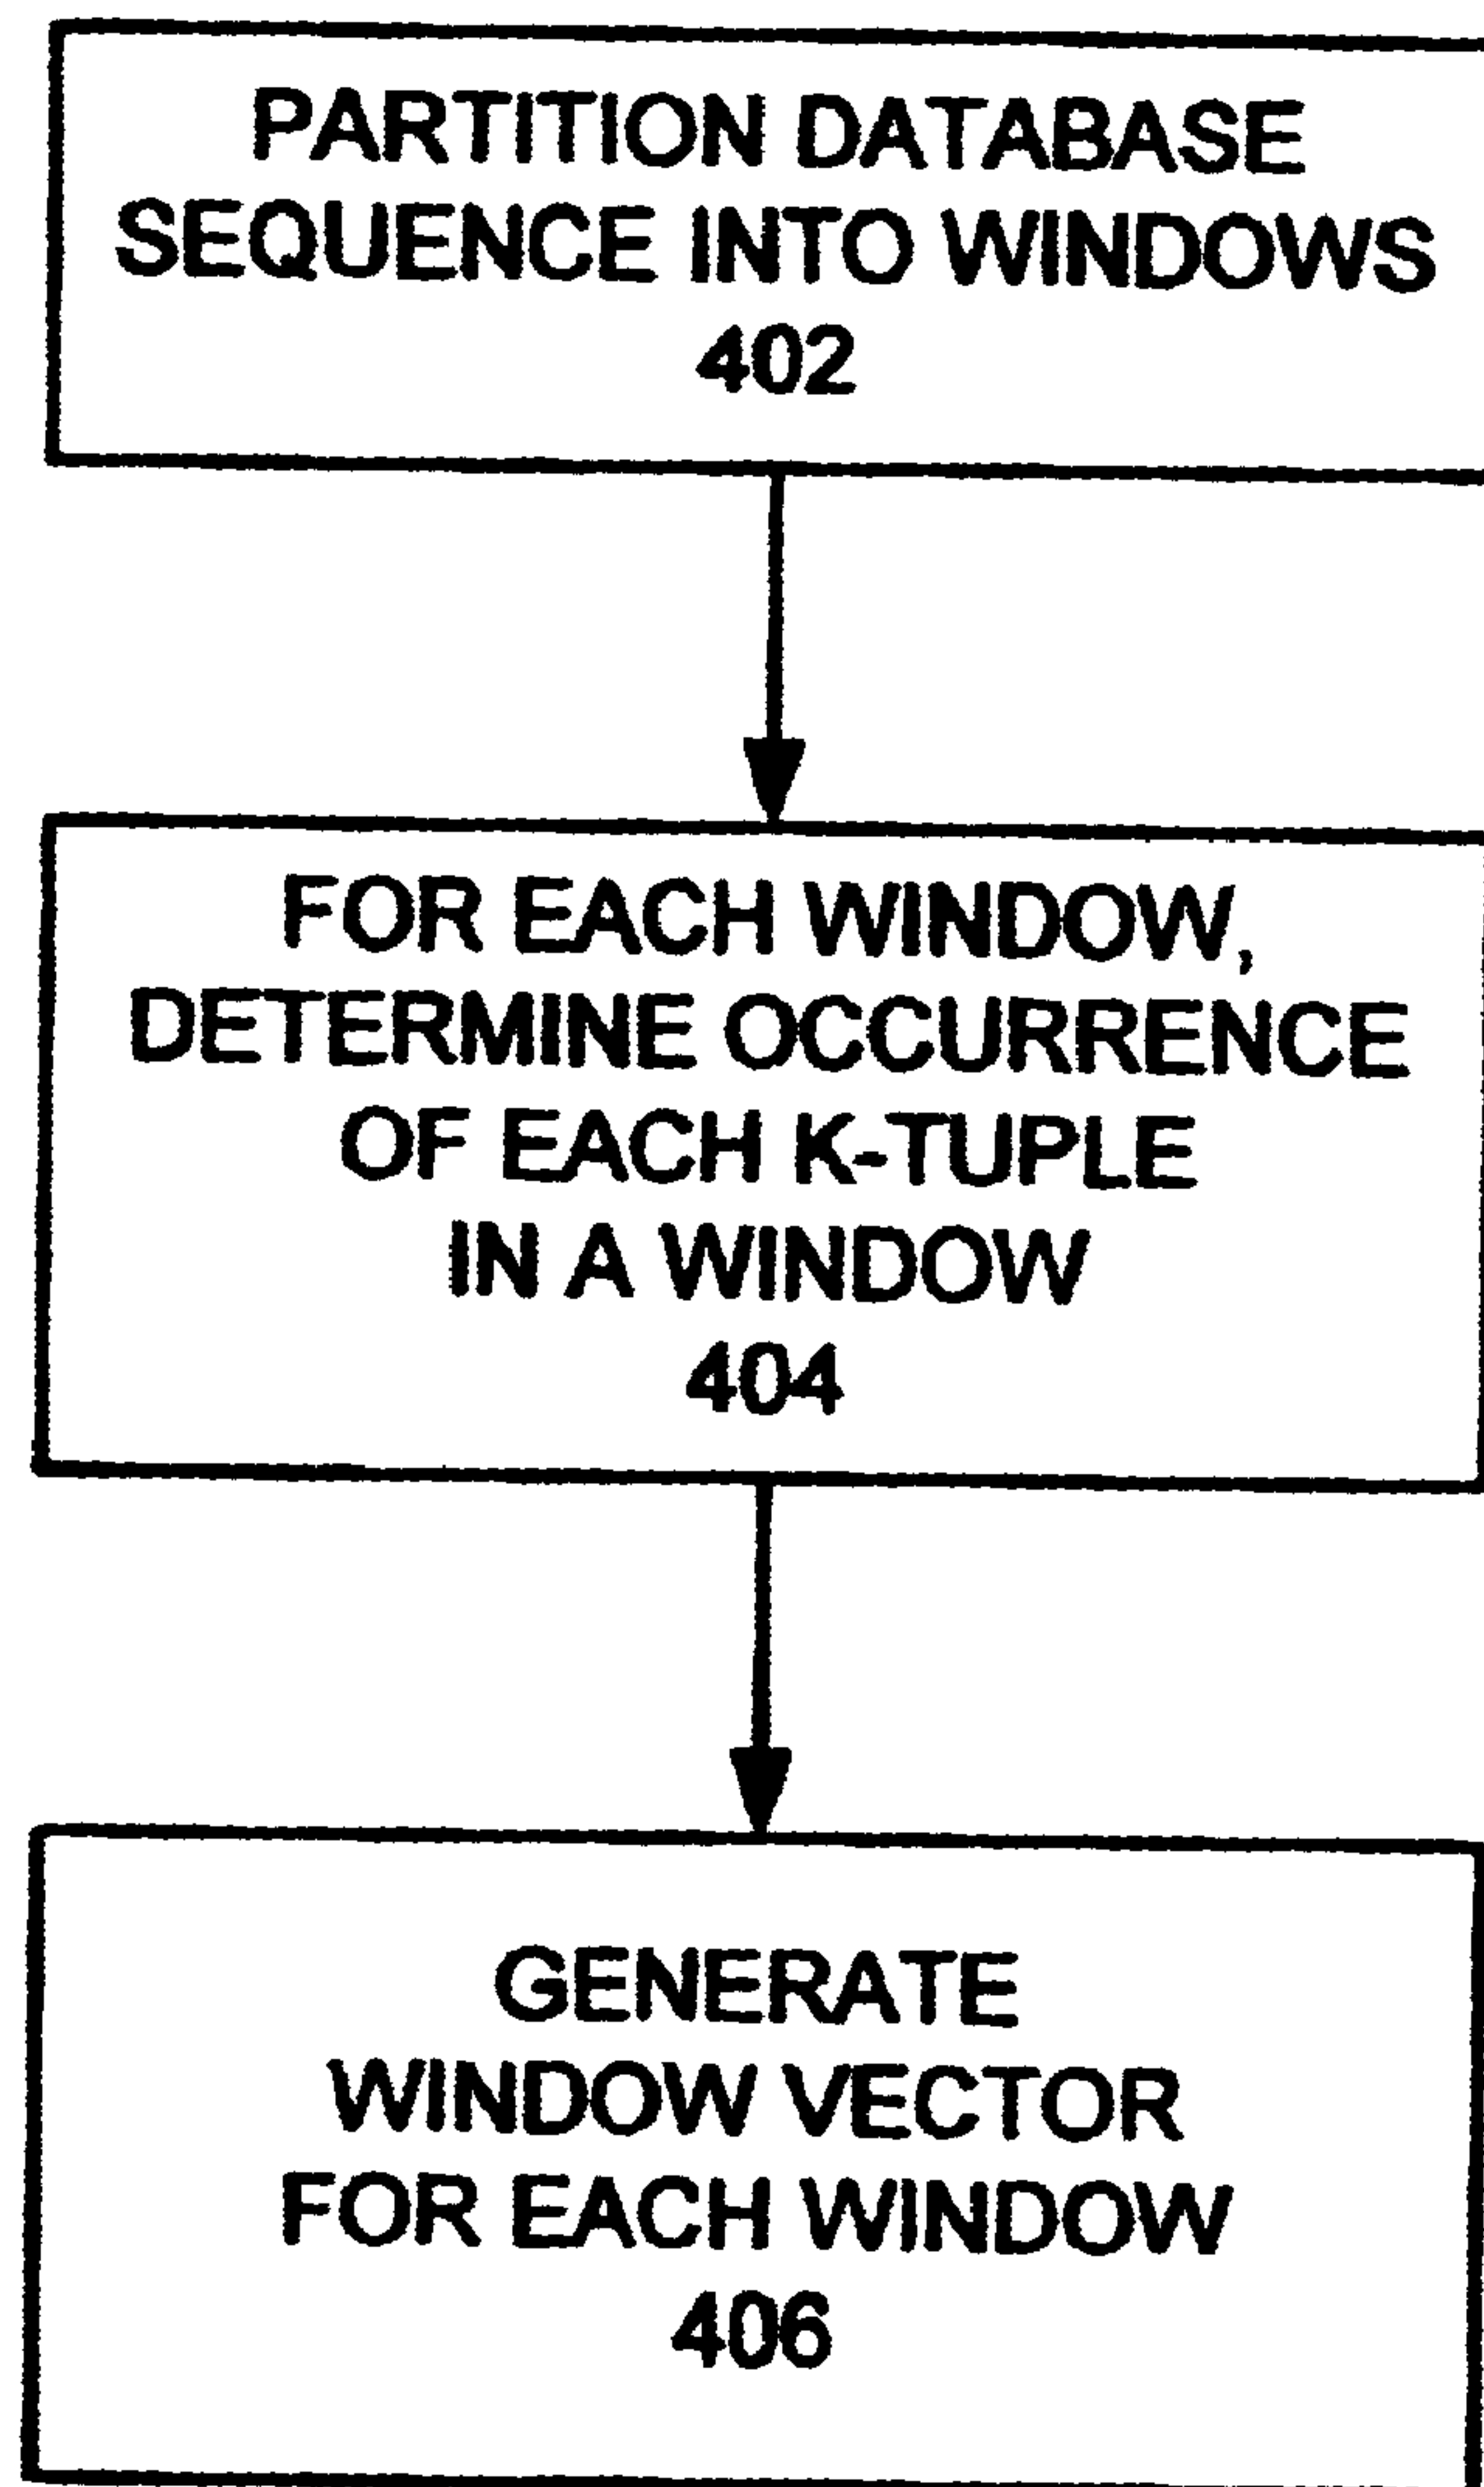 PARTITION DATABASE
SEQUENCE INTO WINDOWS
402
FOR EACH WINDOW,
DETERMINE OCCURRENCE
OF EACH K-TUPLE
IN A WINDOW
404
GENERATE
WINDOW VECTOR
FOR EACH WINDOW
406